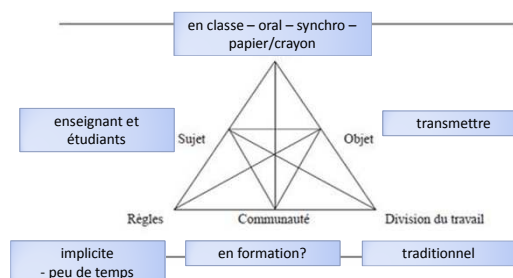 en classe – oral – synchro –
papier/crayon
enseignant et
étudiants
Sujet
Objet
transmettre
Règles
Communauté
Division du travail
implicite
- peu de temps
en formation?
traditionnel